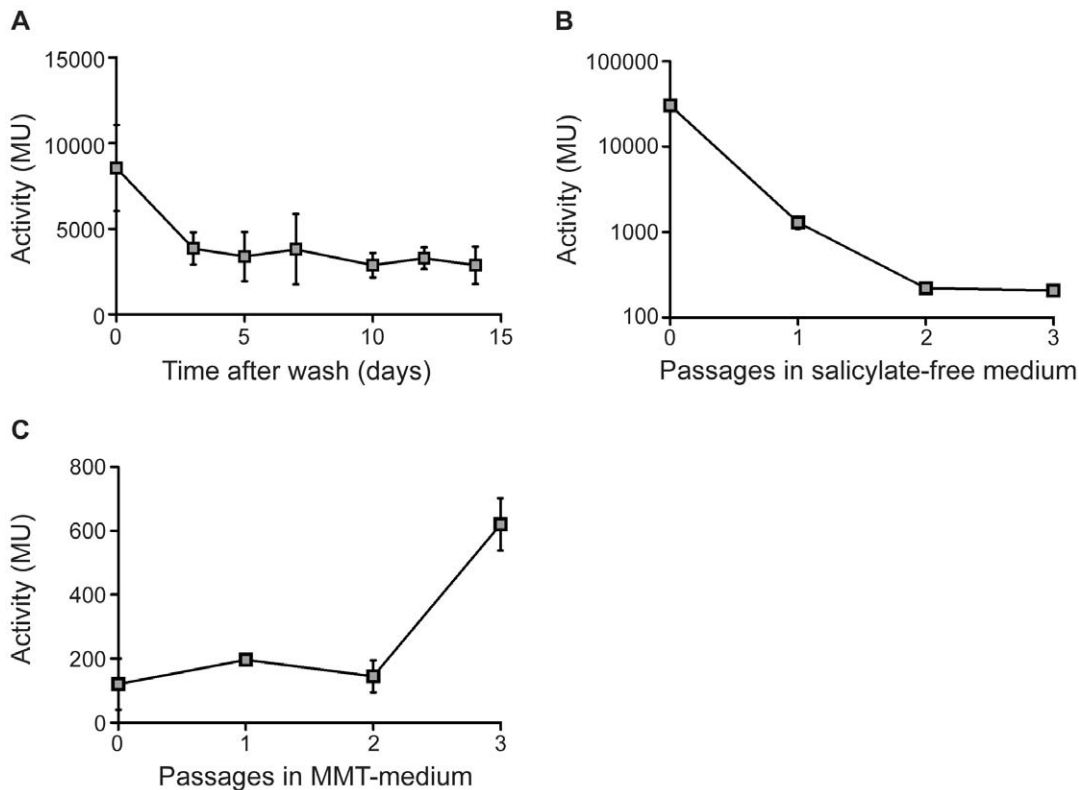 A
15000
10000
5000
0
Activity (MU)
0 5 10 15
Time after wash (days)
B
100000
10000
1000
100
Activity (MU)
0 1 2 3
Passages in salicylate-free medium
C
800
600
400
200
0
Activity (MU)
0 1 2 3
Passages in MMT-medium